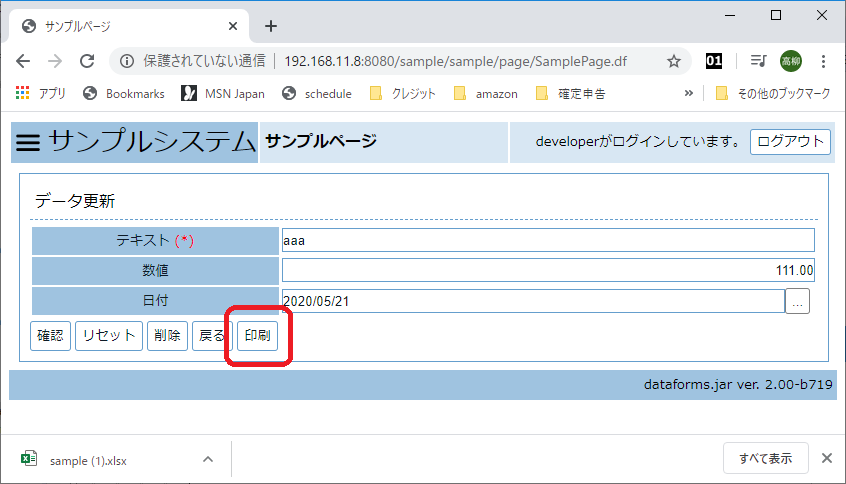 サンプルページ
保護されていない通信 192.168.11.8:8080/sample/sample/page/SamplePage.df 01 高柳
アプリ Bookmarks MSN Japan schedule クレジット amazon 確定申告 » その他のブックマーク
サンプルシステム サンプルページ developerがログインしています。 ログアウト
データ更新
テキスト (*) aaa
数値 111.00
日付 2020/05/21 ...
確認 リセット 削除 戻る 印刷
dataforms.jar ver. 2.00-b719
sample (1).xlsx すべて表示